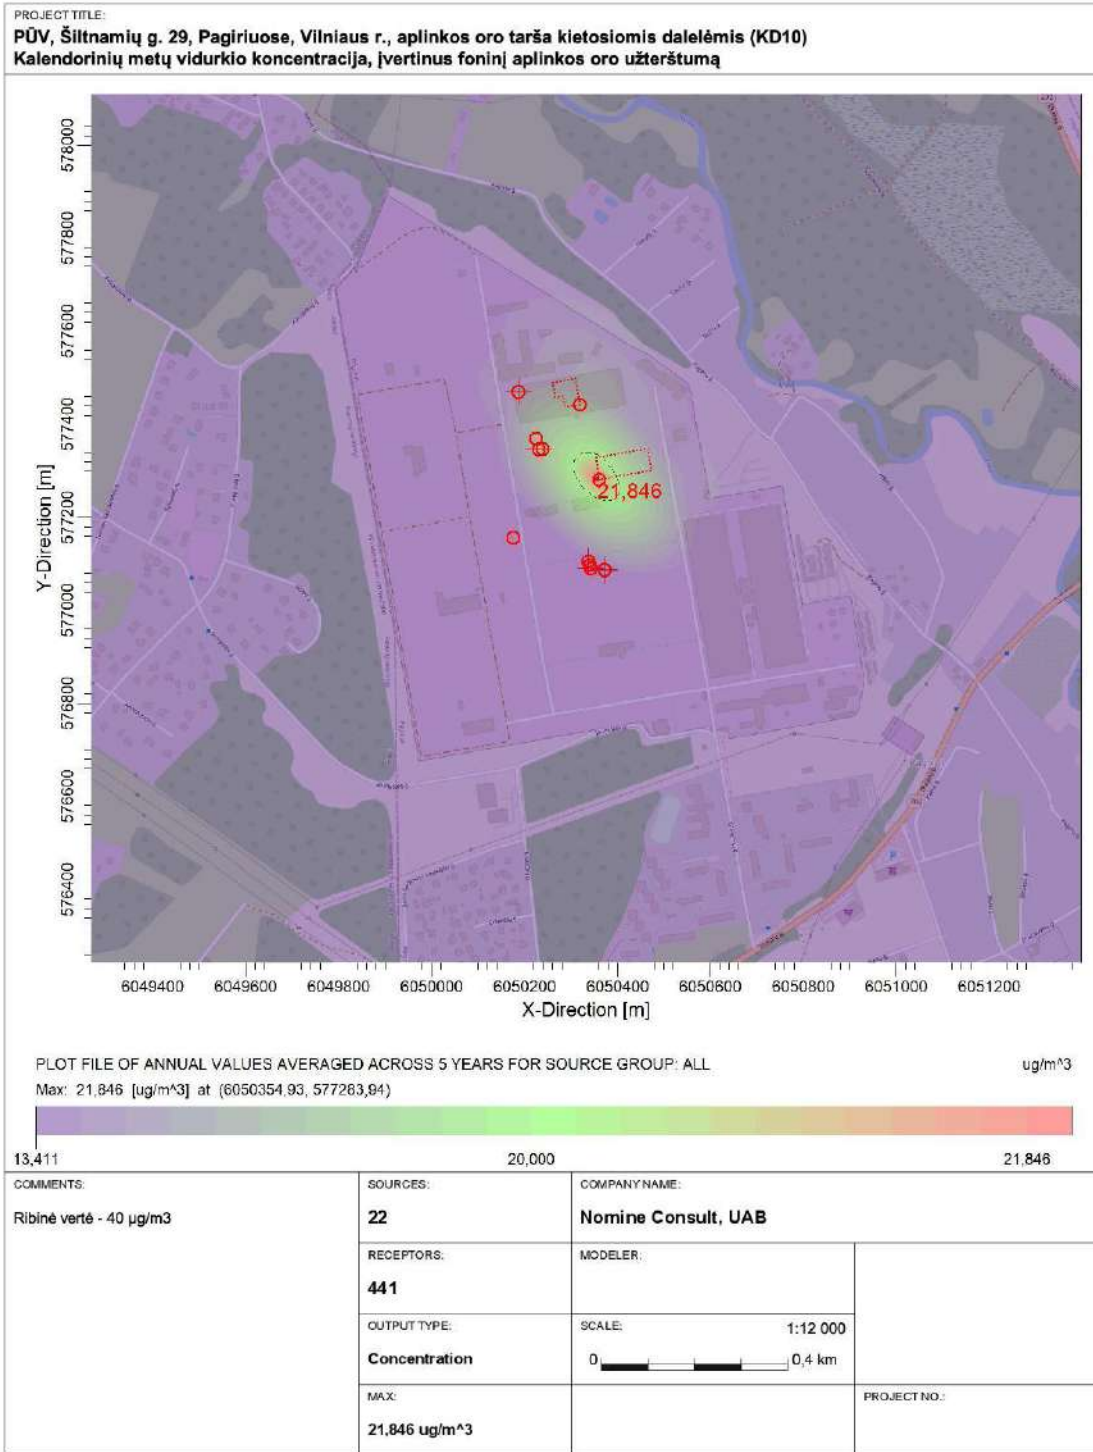 PROJECT TITLE:
PŪV, Šiltnamių g. 29, Pagiriuose, Vilniaus r., aplinkos oro tarša kietosiomis dalelėmis (KD10)
Kalendorinių metų vidurkio koncentracija, įvertinus foninį aplinkos oro užterštumą
Y-Direction [m]
578000
577800
577600
577400
577200
577000
576800
576600
576400
21,846
6049400 6049600 6049800 6050000 6050200 6050400 6050600 6050800 6051000 6051200
X-Direction [m]
PLOT FILE OF ANNUAL VALUES AVERAGED ACROSS 5 YEARS FOR SOURCE GROUP: ALL ug/m^3
Max: 21,846 [ug/m^3] at (6050354,93, 577283,94)
13,411 20,000 21,846
COMMENTS:
Ribinė vertė - 40 µg/m3
SOURCES:
22
COMPANY NAME:
Nomine Consult, UAB
RECEPTORS:
441
MODELER:
OUTPUT TYPE:
Concentration
SCALE: 1:12 000
0 0,4 km
MAX:
21,846 ug/m^3
PROJECT NO.: